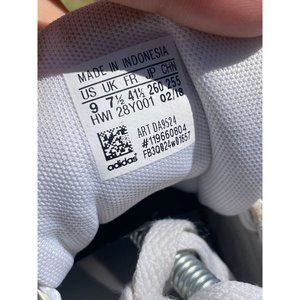 MADE IN INDONESIA
US UK FR JP CHN
9 7½ 41⅓ 260 255
HWI 28Y001 02/18
ART DA9524
#119660804
adidas